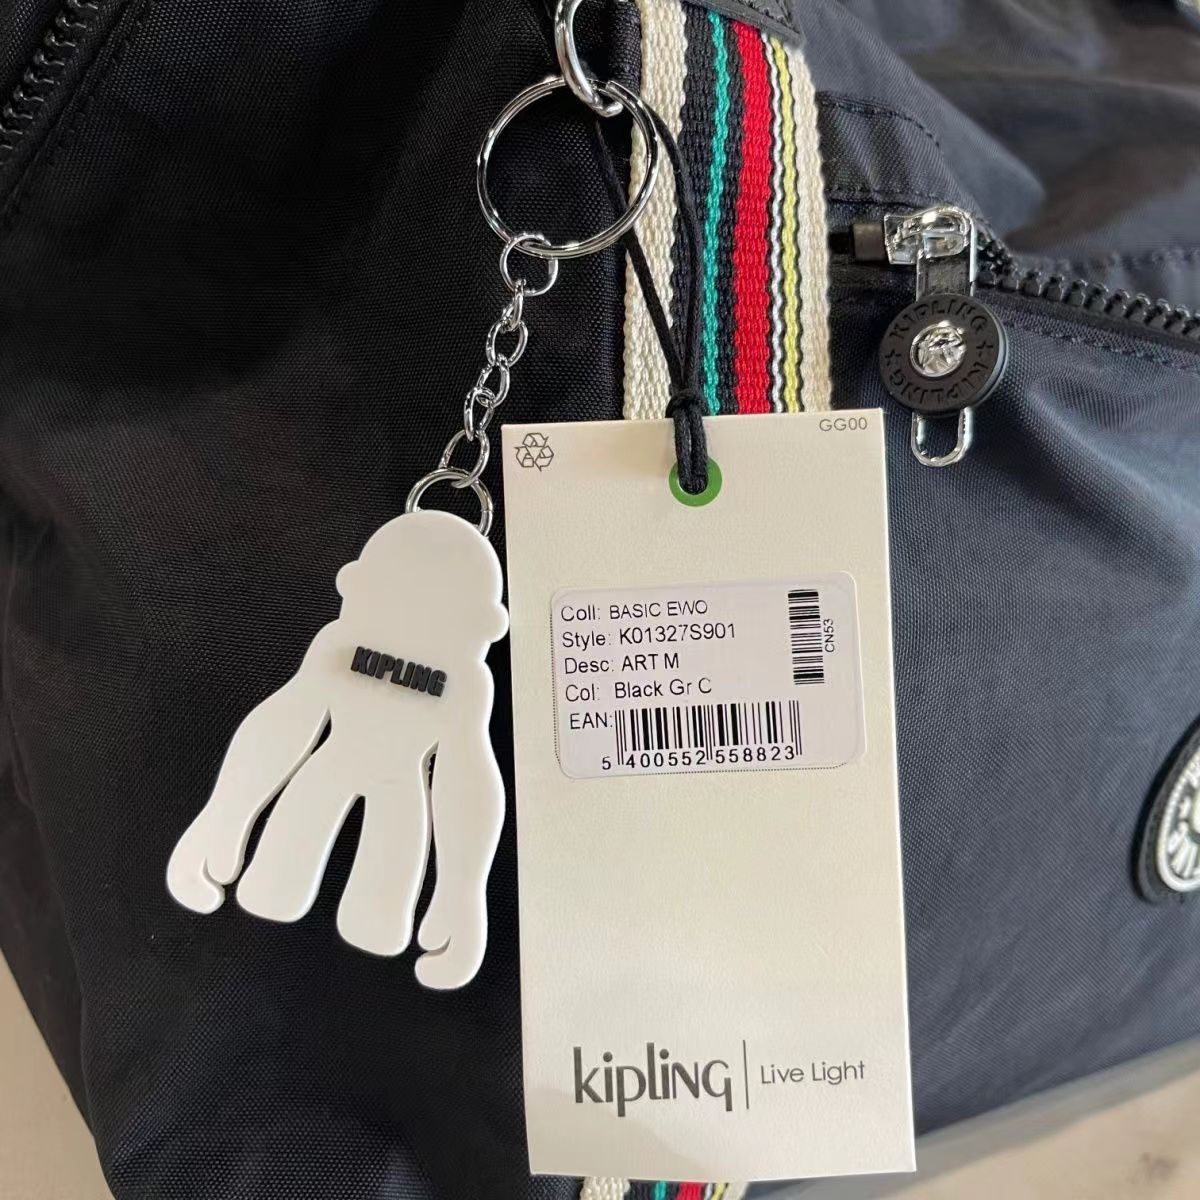 KIPLING
KIPLING
GG00
Coll: BASIC EWO
Style: K01327S901
Desc: ART M
Col: Black Gr C
EAN:
5 400552 558823
CN53
KIPLING
kipling | Live Light